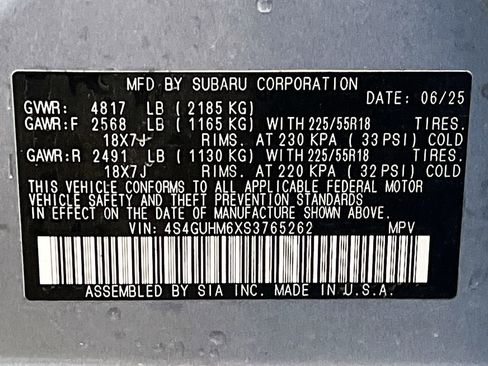 MFD BY SUBARU CORPORATION
DATE: 06/25
GVWR: 4817 LB (2185 KG)
GAWR:F 2568 LB (1165 KG) WITH 225/55R18 TIRES.
18X7J RIMS. AT 230 KPA (33 PSI) COLD
GAWR:R 2491 LB (1130 KG) WITH 225/55R18 TIRES.
18X7J RIMS. AT 220 KPA (32 PSI) COLD
THIS VEHICLE CONFORMS TO ALL APPLICABLE FEDERAL MOTOR
VEHICLE SAFETY AND THEFT PREVENTION STANDARDS
IN EFFECT ON THE DATE OF MANUFACTURE SHOWN ABOVE.
VIN: 4S4GUHM6XS3765262 MPV
ASSEMBLED BY SIA INC. MADE IN U.S.A.